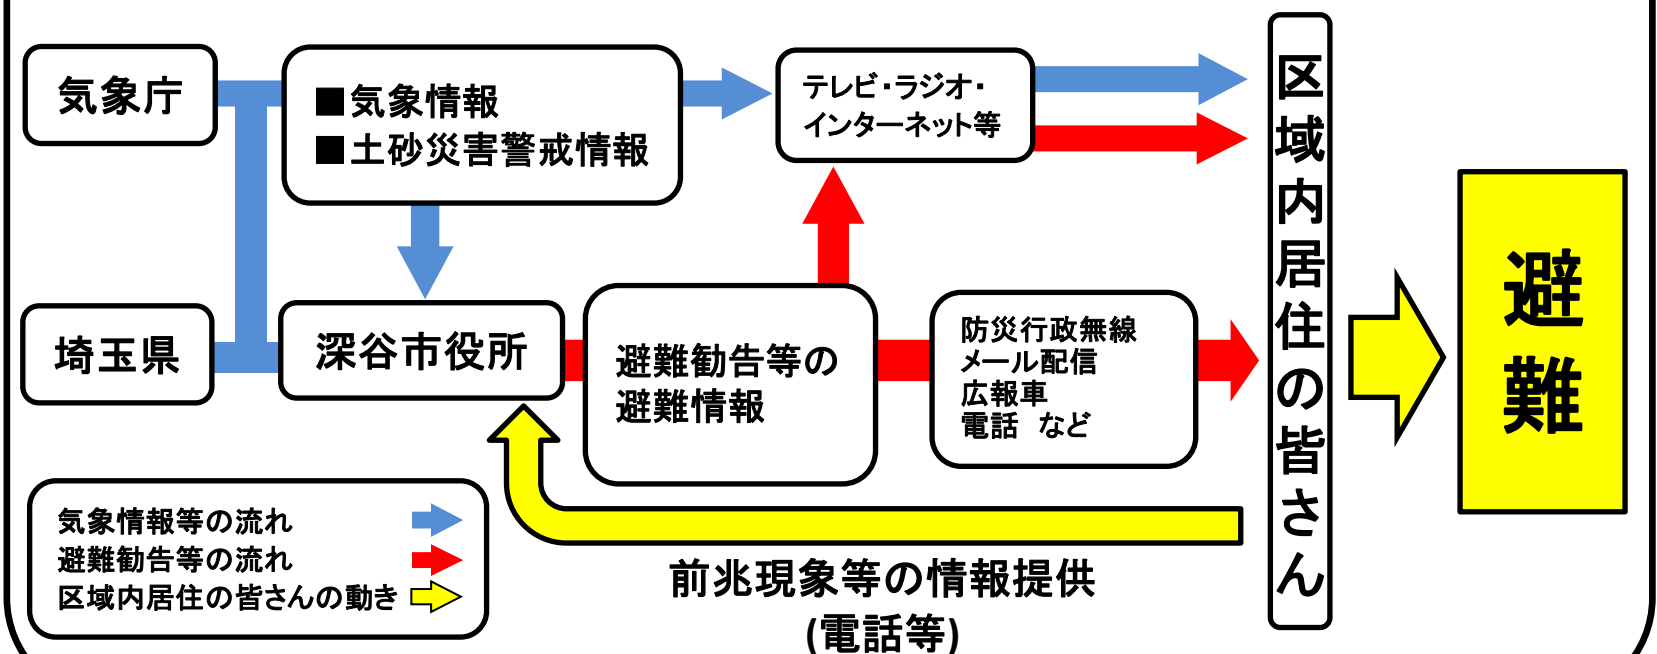 気象庁
■気象情報
■土砂災害警戒情報
テレビ・ラジオ・
インターネット等
区域内居住の皆さん
避難
埼玉県
深谷市役所
避難勧告等の
避難情報
防災行政無線
メール配信
広報車
電話 など
気象情報等の流れ
避難勧告等の流れ
区域内居住の皆さんの動き
前兆現象等の情報提供
(電話等)